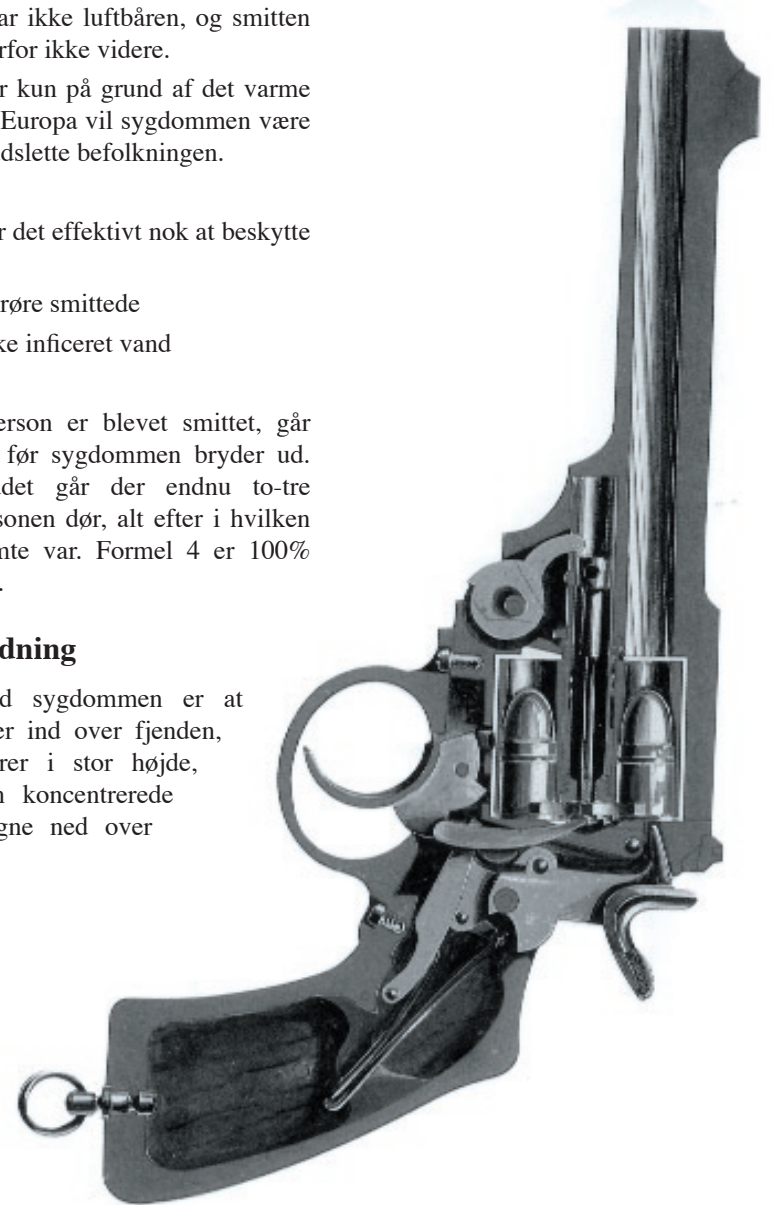 ar ikke luftbåren, og smitten
rfor ikke videre.
r kun på grund af det varme
Europa vil sygdommen være
dslette befolkningen.
r det effektivt nok at beskytte
røre smittede
ke inficeret vand
erson er blevet smittet, går
før sygdommen bryder ud.
det går der endnu to-tre
sonen dør, alt efter i hvilken
mte var. Formel 4 er 100%
.
dning
d sygdommen er at
er ind over fjenden,
rer i stor højde,
n koncentrerede
gne ned over